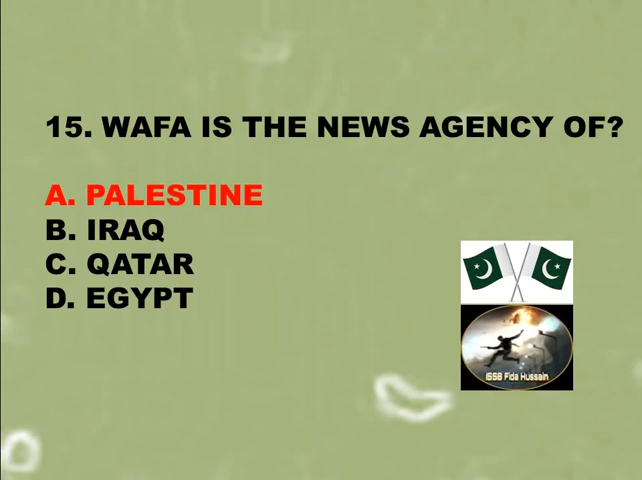 15. WAFA IS THE NEWS AGENCY OF?
A. PALESTINE
B. IRAQ
C. QATAR
D. EGYPT
ISSB Fida Hussain